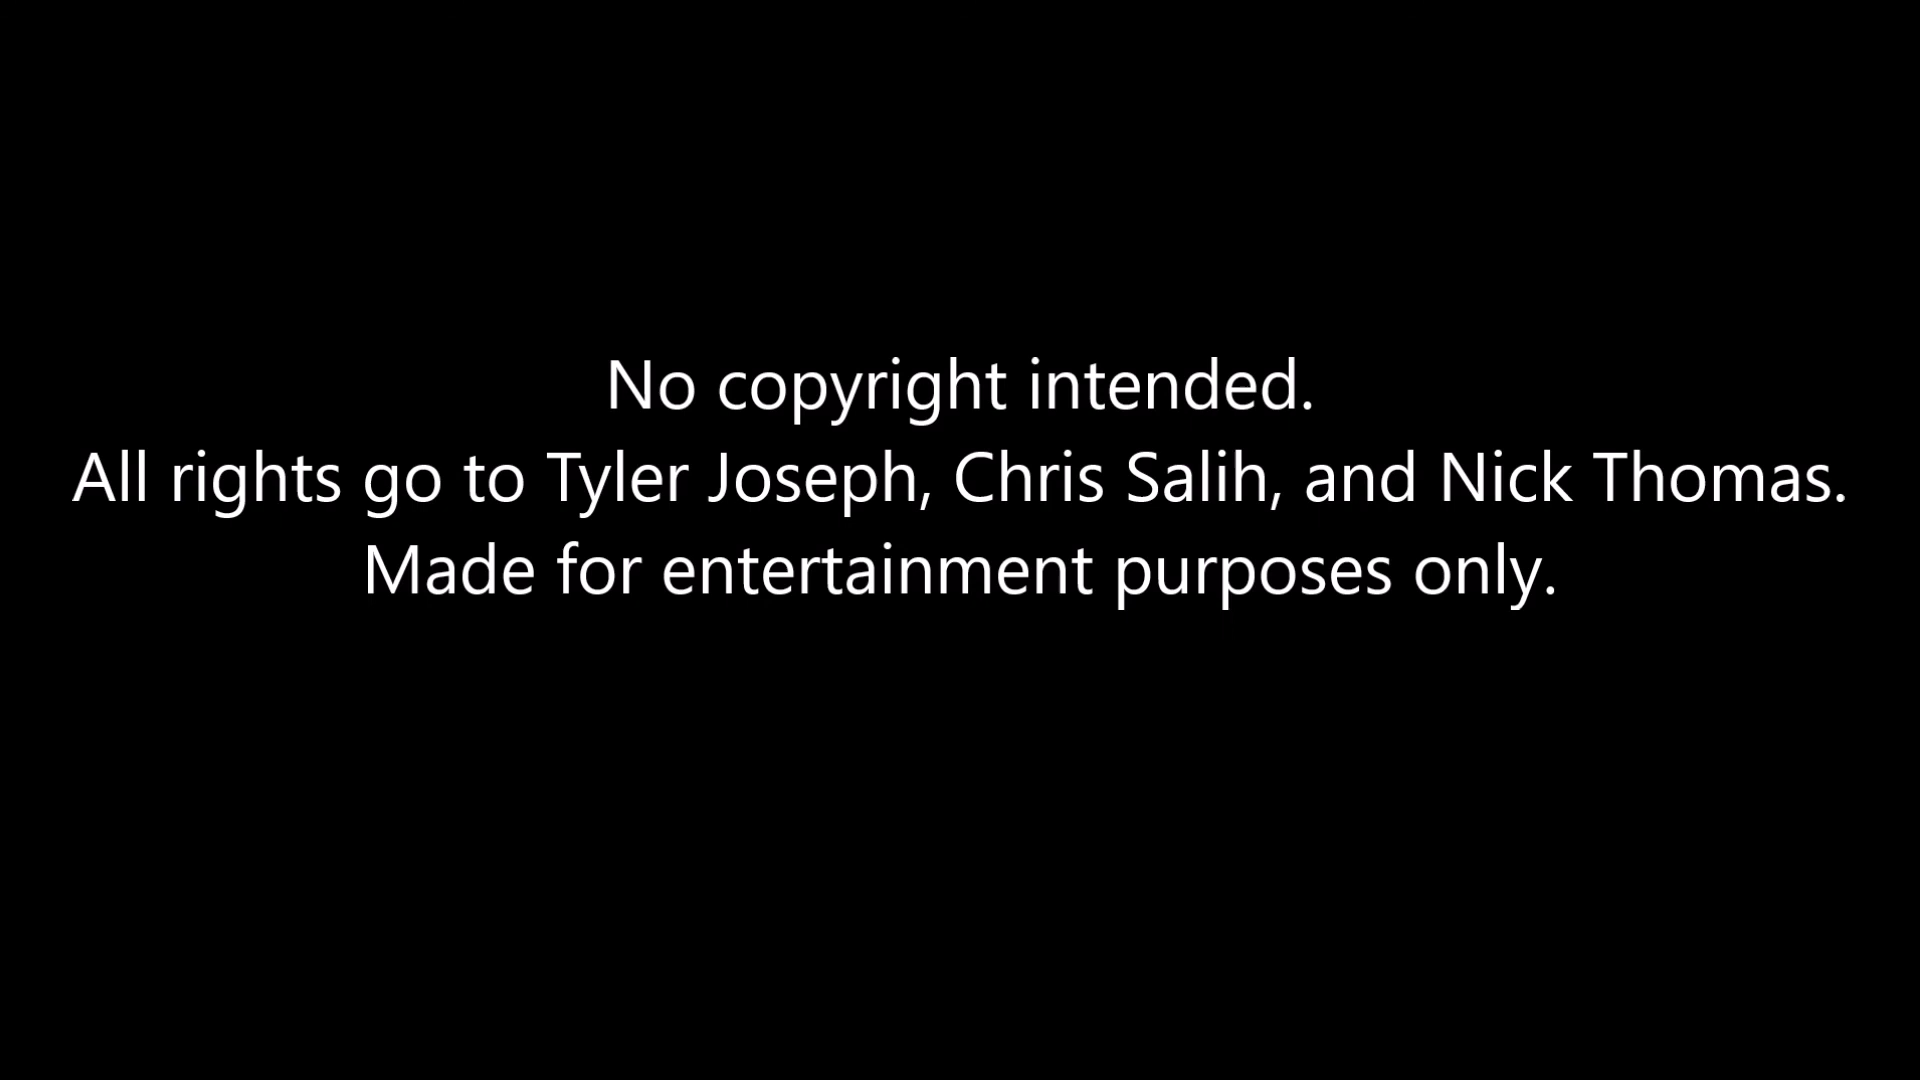 No copyright intended.
All rights go to Tyler Joseph, Chris Salih, and Nick Thomas.
Made for entertainment purposes only.